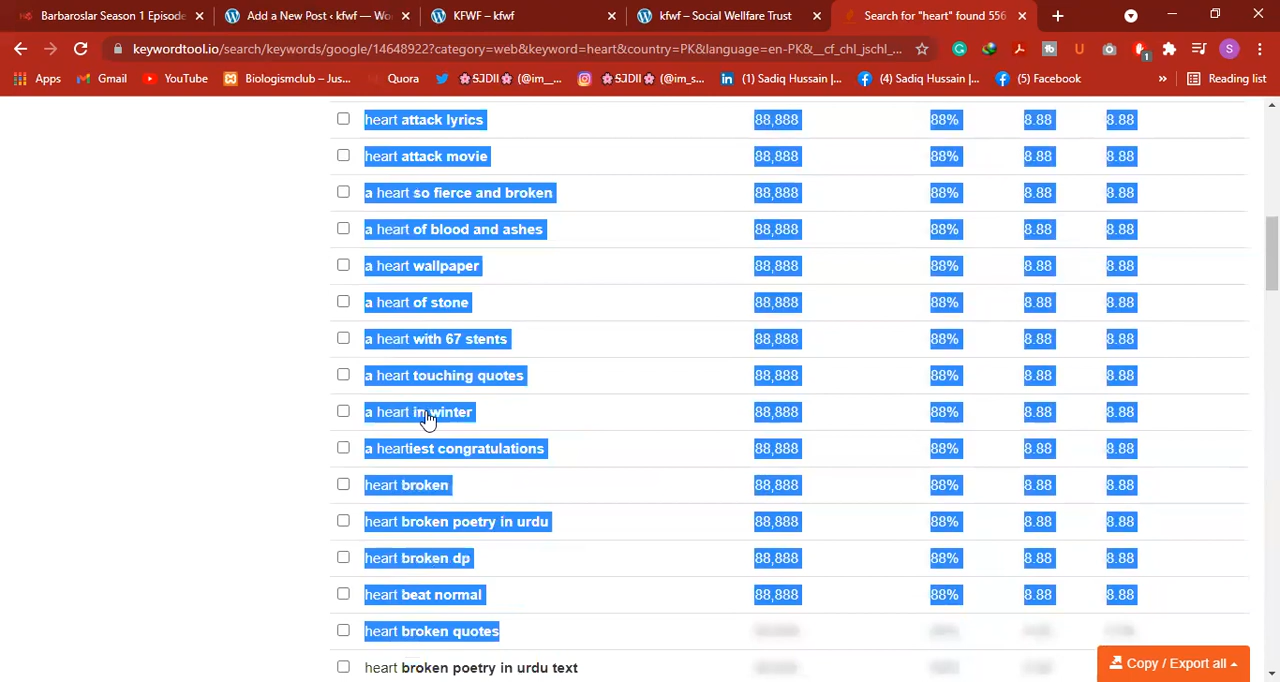 Barbaroslar Season 1 Episode
Add a New Post ‹ kfwf — Wo
KFWF – kfwf
kfwf – Social Wellfare Trust
Search for "heart" found 556
keywordtool.io/search/keywords/google/14648922?category=web&keyword=heart&country=PK&language=en-PK&__cf_chl_jschl_...
Apps
Gmail
YouTube
Biologismclub – Jus...
Quora
🌸SJDII🌸 (@im__...
🌸SJDII🌸 (@im_s...
(1) Sadiq Hussain |...
(4) Sadiq Hussain |...
(5) Facebook
»
Reading list
heart attack lyrics 88,888 88% 8.88 8.88
heart attack movie 88,888 88% 8.88 8.88
a heart so fierce and broken 88,888 88% 8.88 8.88
a heart of blood and ashes 88,888 88% 8.88 8.88
a heart wallpaper 88,888 88% 8.88 8.88
a heart of stone 88,888 88% 8.88 8.88
a heart with 67 stents 88,888 88% 8.88 8.88
a heart touching quotes 88,888 88% 8.88 8.88
a heart in winter 88,888 88% 8.88 8.88
a heartiest congratulations 88,888 88% 8.88 8.88
heart broken 88,888 88% 8.88 8.88
heart broken poetry in urdu 88,888 88% 8.88 8.88
heart broken dp 88,888 88% 8.88 8.88
heart beat normal 88,888 88% 8.88 8.88
heart broken quotes
heart broken poetry in urdu text
Copy / Export all